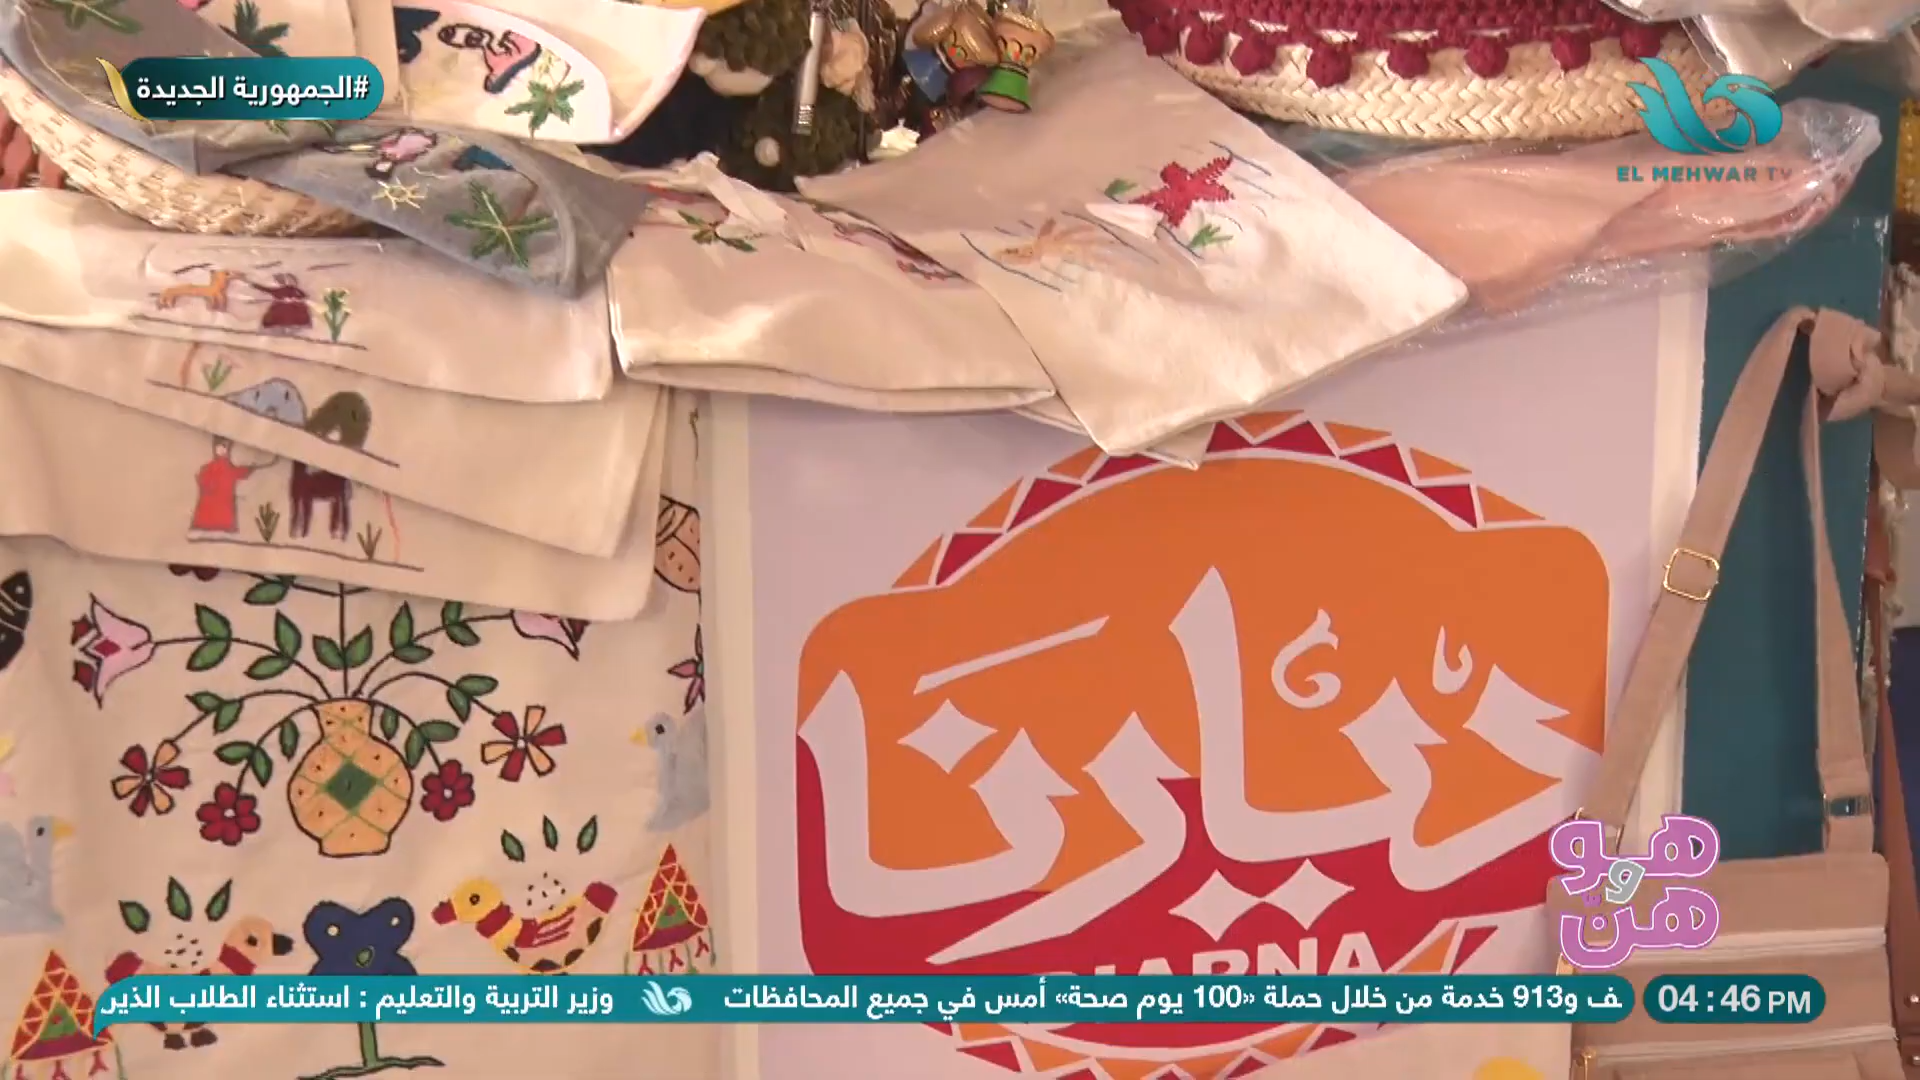 #الجمهورية الجديدة
EL MEHWAR TV
ديارنا
DIARNA
هو
و
هن
ف و913 خدمة من خلال حملة «100 يوم صحة» أمس في جميع المحافظات
وزير التربية والتعليم : استثناء الطلاب الذين
04:46 PM